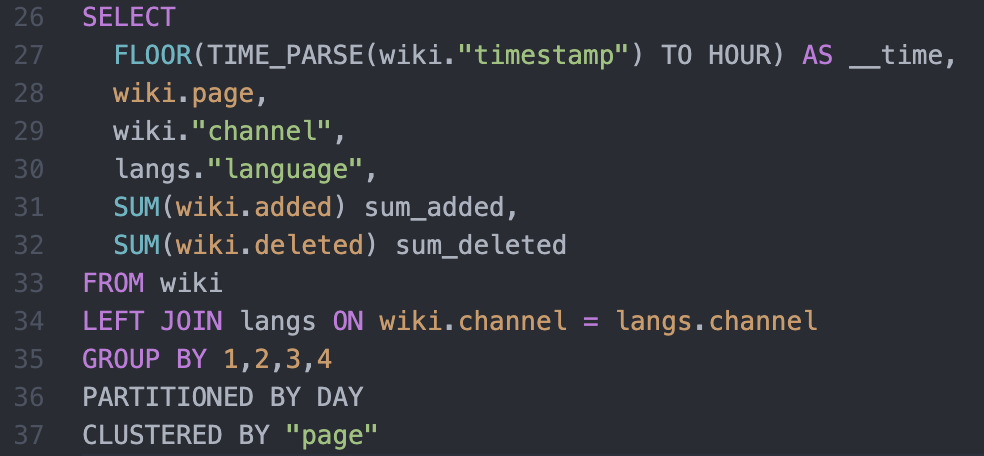 26 SELECT
27 FLOOR(TIME_PARSE(wiki."timestamp") TO HOUR) AS __time,
28 wiki.page,
29 wiki."channel",
30 langs."language",
31 SUM(wiki.added) sum_added,
32 SUM(wiki.deleted) sum_deleted
33 FROM wiki
34 LEFT JOIN langs ON wiki.channel = langs.channel
35 GROUP BY 1,2,3,4
36 PARTITIONED BY DAY
37 CLUSTERED BY "page"